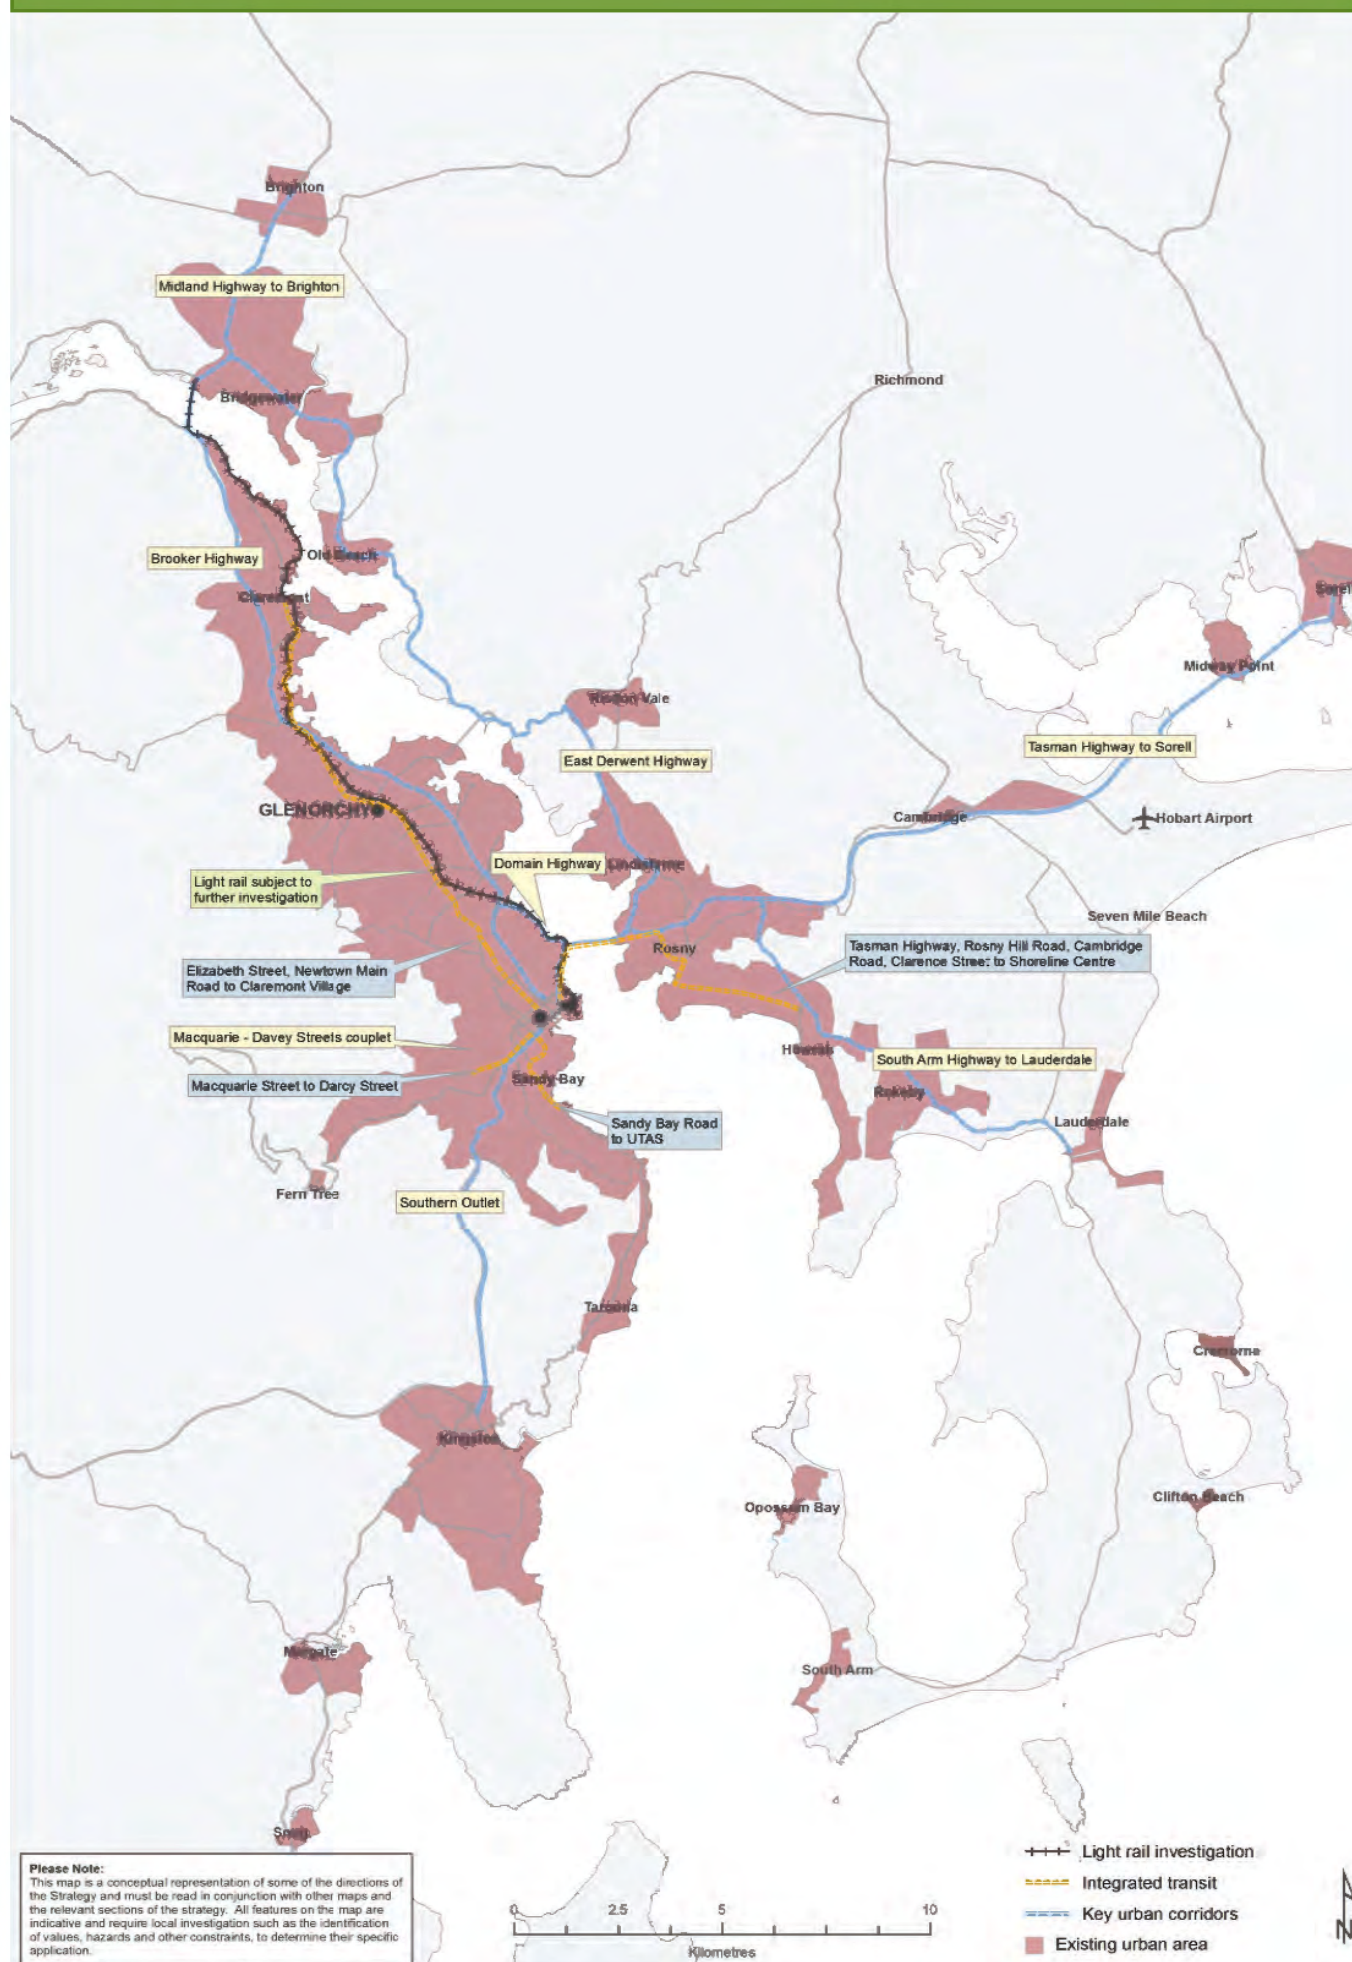 Brighton
Midland Highway to Brighton
Richmond
Bridgewater
Brooker Highway
Old Beach
Claremont
Sorell
Midway Point
Risdon Vale
Tasman Highway to Sorell
East Derwent Highway
GLENORCHY
Cambridge
Hobart Airport
Domain Highway
Lindisfarne
Light rail subject to
further investigation
Seven Mile Beach
Rosny
Tasman Highway, Rosny Hill Road, Cambridge
Road, Clarence Street to Shoreline Centre
Elizabeth Street, Newtown Main
Road to Claremont Village
Macquarie - Davey Streets couplet
Howrah
South Arm Highway to Lauderdale
Macquarie Street to Darcy Street
Sandy Bay
Rokeby
Sandy Bay Road
to UTAS
Lauderdale
Fern Tree
Southern Outlet
Taroona
Cremorne
Kingston
Clifton Beach
Opossum Bay
Margate
South Arm
Snug
Please Note:
This map is a conceptual representation of some of the directions of
the Strategy and must be read in conjunction with other maps and
the relevant sections of the strategy. All features on the map are
indicative and require local investigation such as the identification
of values, hazards and other constraints, to determine their specific
application.
0 2.5 5 10
Kilometres
Light rail investigation
Integrated transit
Key urban corridors
Existing urban area
N